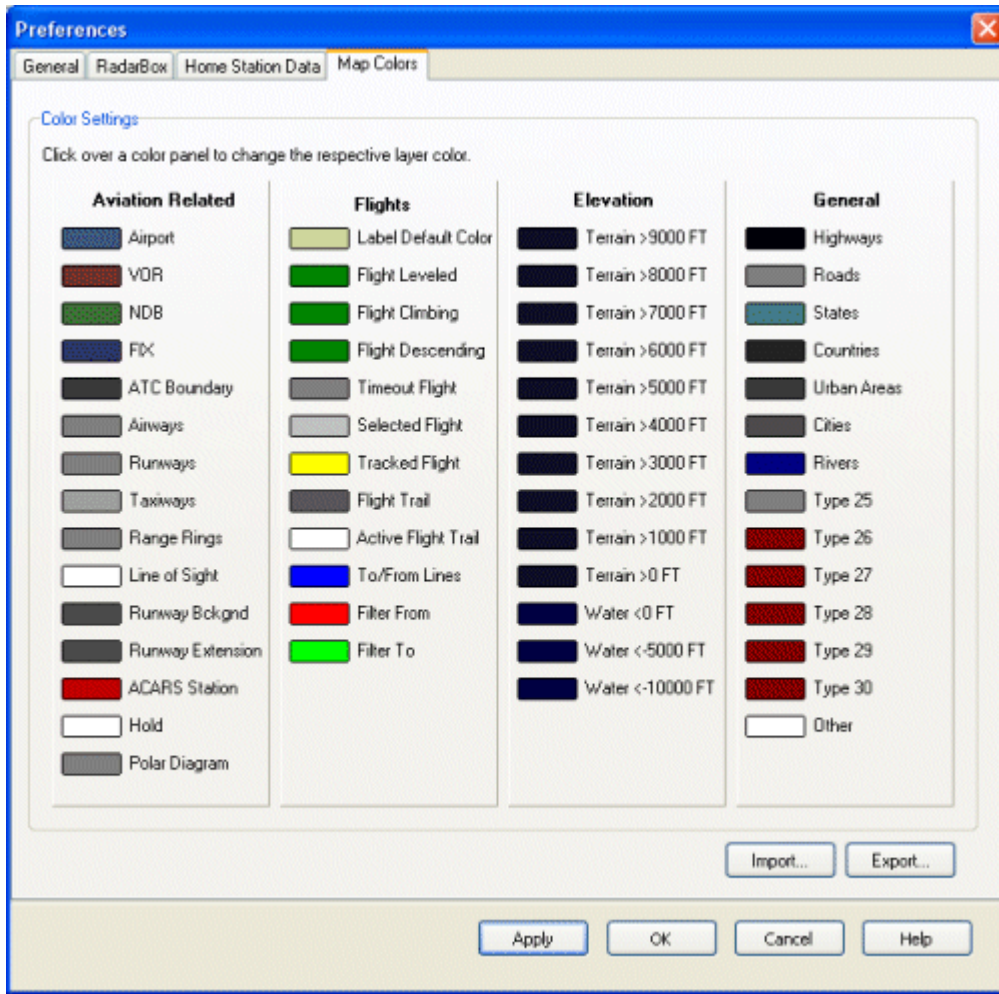 Preferences
General RadarBox Home Station Data Map Colors
Color Settings
Click over a color panel to change the respective layer color.
Aviation Related
Airport
VOR
NDB
FIX
ATC Boundary
Airways
Runways
Taxiways
Range Rings
Line of Sight
Runway Bckgnd
Runway Extension
ACARS Station
Hold
Polar Diagram
Flights
Label Default Color
Flight Leveled
Flight Climbing
Flight Descending
Timeout Flight
Selected Flight
Tracked Flight
Flight Trail
Active Flight Trail
To/From Lines
Filter From
Filter To
Elevation
Terrain >9000 FT
Terrain >8000 FT
Terrain >7000 FT
Terrain >6000 FT
Terrain >5000 FT
Terrain >4000 FT
Terrain >3000 FT
Terrain >2000 FT
Terrain >1000 FT
Terrain >0 FT
Water <0 FT
Water <-5000 FT
Water <-10000 FT
General
Highways
Roads
States
Countries
Urban Areas
Cities
Rivers
Type 25
Type 26
Type 27
Type 28
Type 29
Type 30
Other
Import... Export...
Apply OK Cancel Help